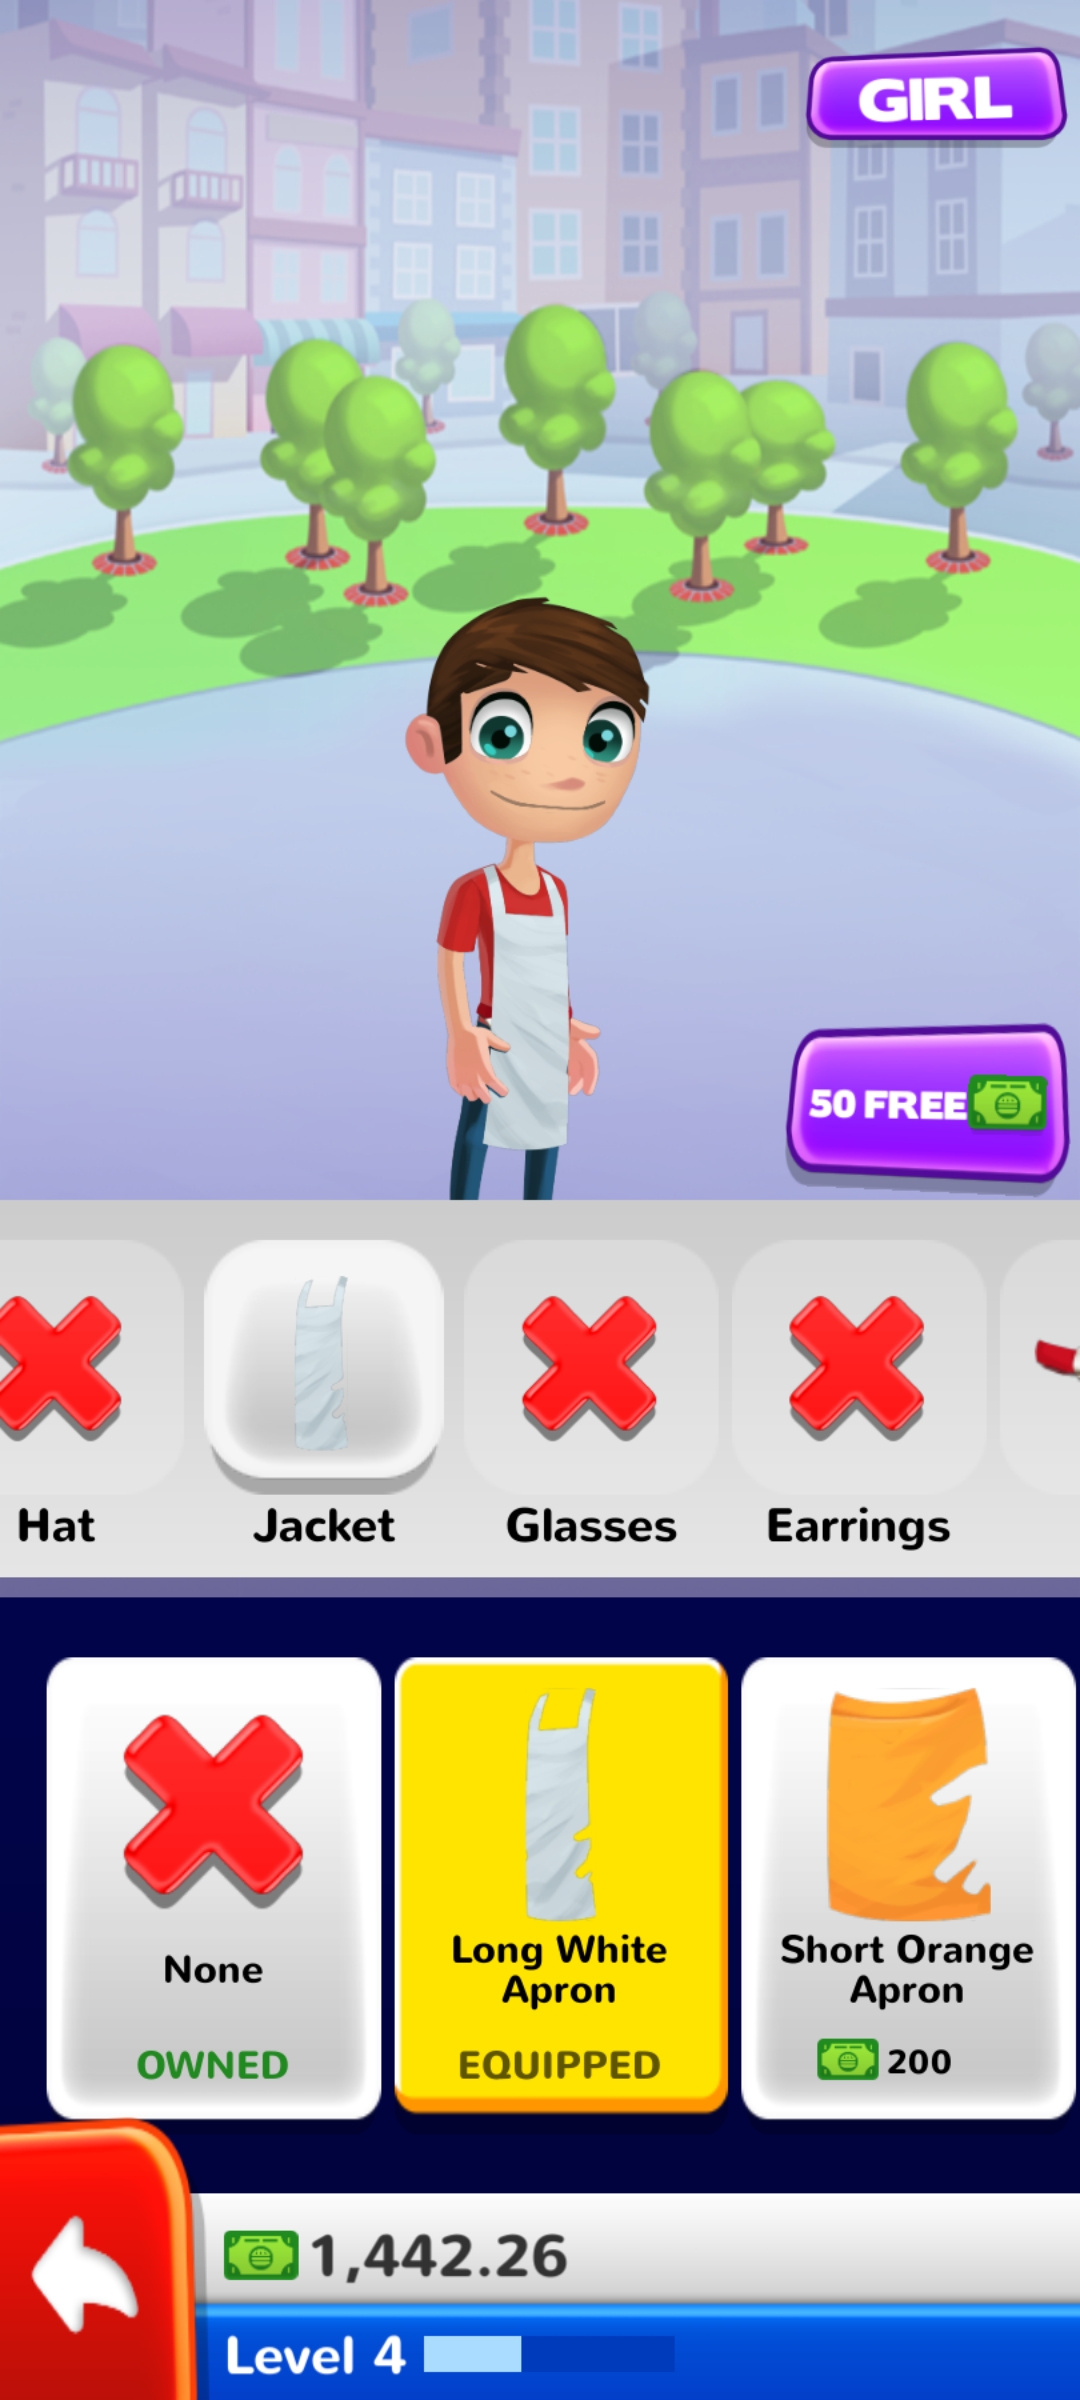 GIRL
50 FREE
Hat
Jacket
Glasses
Earrings
None
OWNED
Long White
Apron
EQUIPPED
Short Orange
Apron
200
1,442.26
Level 4